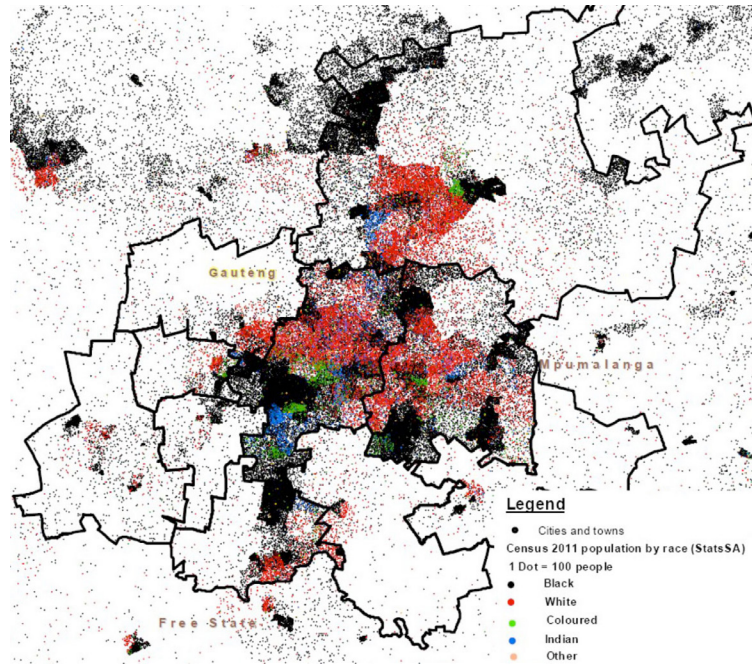 Gauteng
Mpumalanga
Free State
Legend
Cities and towns
Census 2011 population by race (StatsSA)
1 Dot = 100 people
Black
White
Coloured
Indian
Other